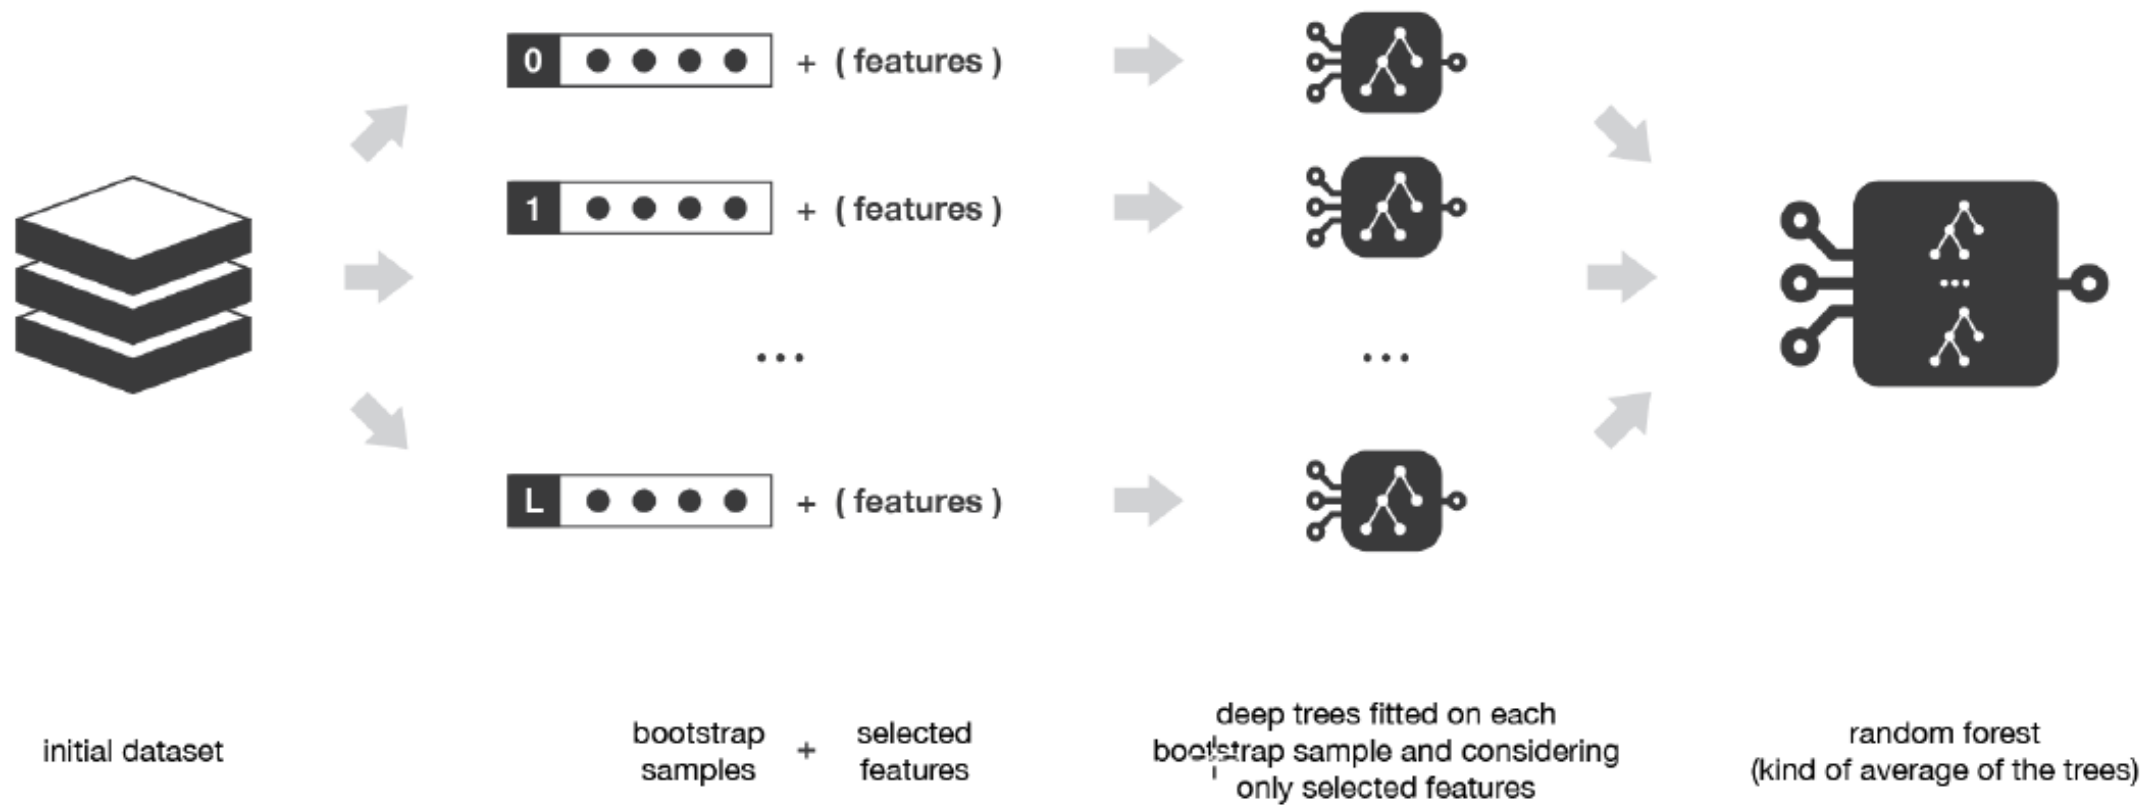 0 + ( features )
1 + ( features )
...
...
L + ( features )
...
initial dataset
bootstrap
samples
+
selected
features
deep trees fitted on each
bootstrap sample and considering
only selected features
random forest
(kind of average of the trees)